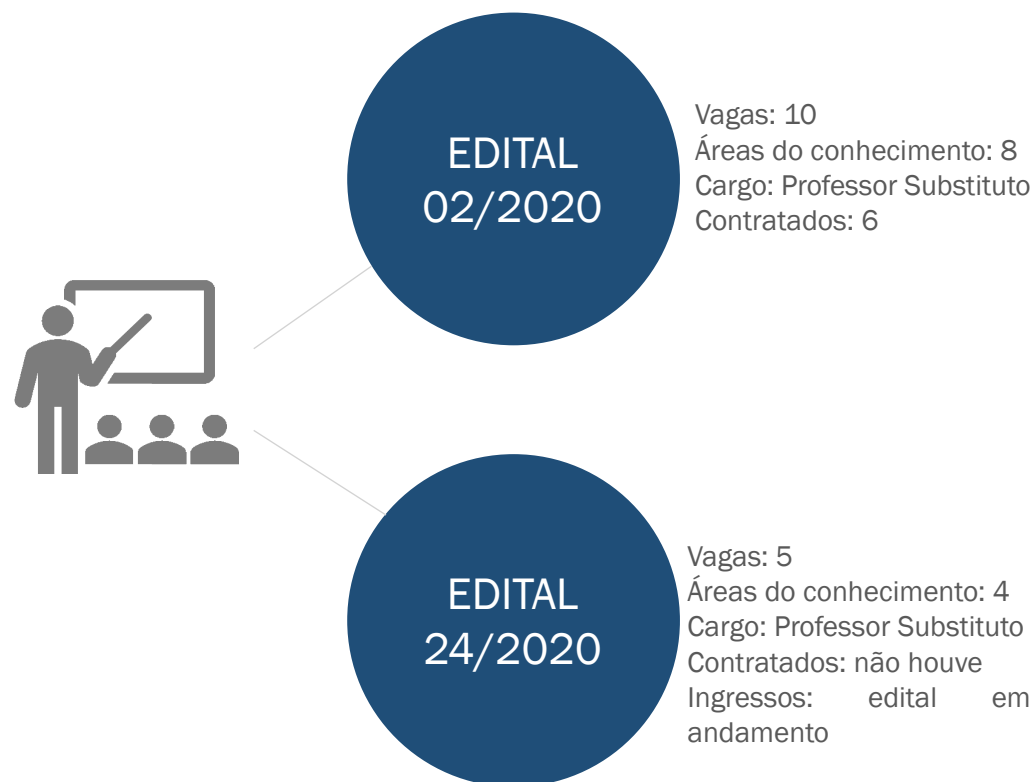 EDITAL
02/2020
Vagas: 10
Áreas do conhecimento: 8
Cargo: Professor Substituto
Contratados: 6
EDITAL
24/2020
Vagas: 5
Áreas do conhecimento: 4
Cargo: Professor Substituto
Contratados: não houve
Ingressos: edital em
andamento